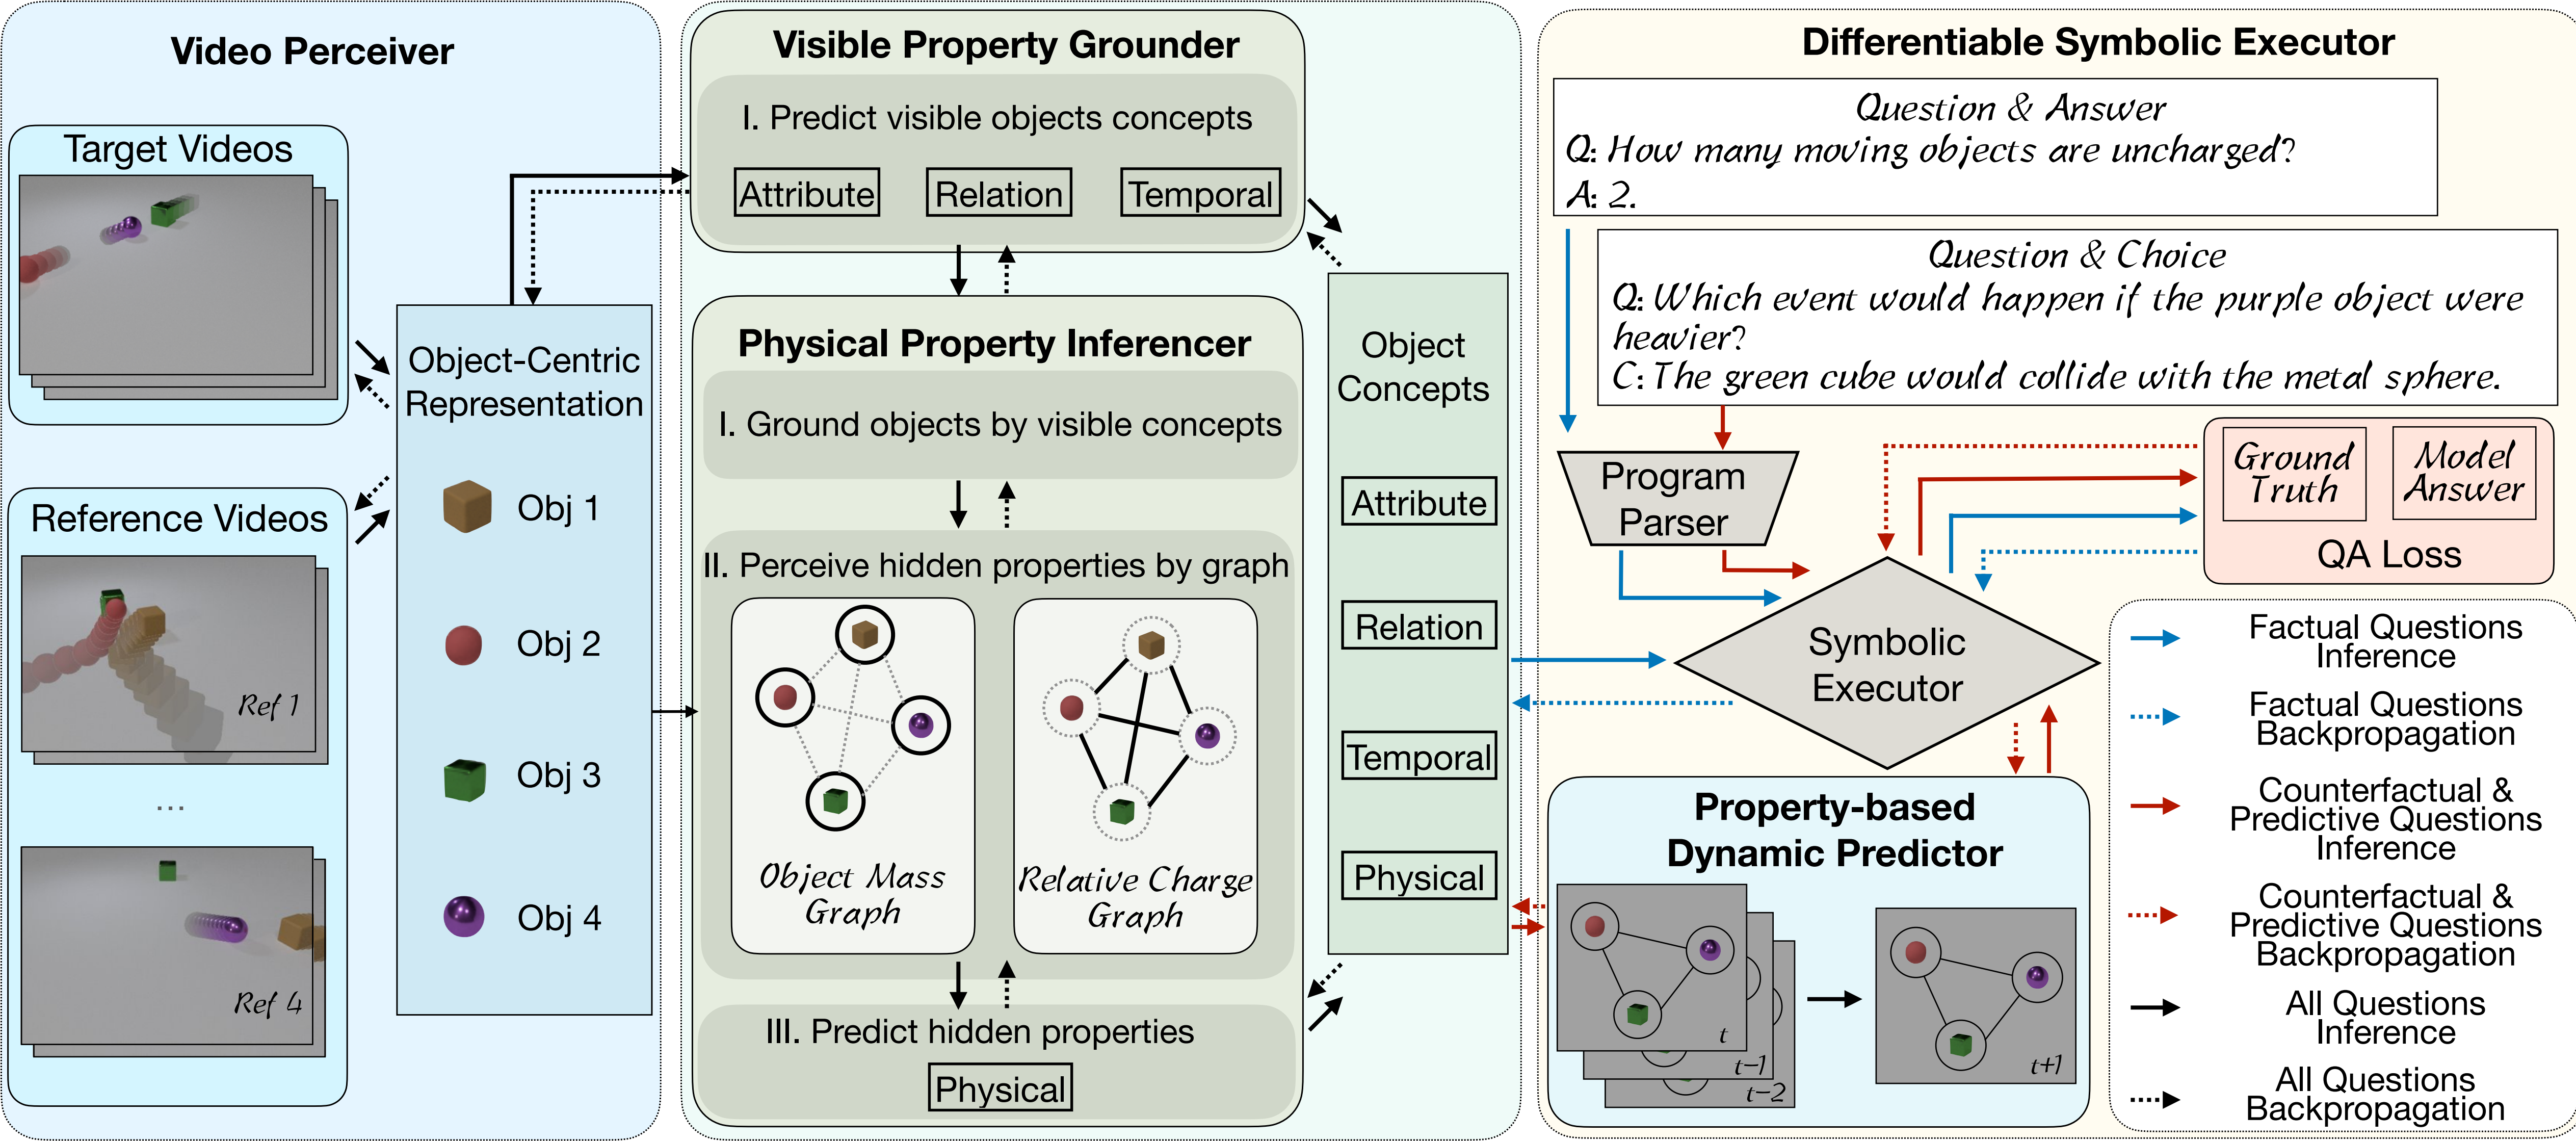 Video Perceiver
Target Videos
Reference Videos
Ref 1
...
Ref 4
Object-Centric
Representation
Obj 1
Obj 2
Obj 3
Obj 4
Visible Property Grounder
I. Predict visible objects concepts
Attribute
Relation
Temporal
Physical Property Inferencer
I. Ground objects by visible concepts
II. Perceive hidden properties by graph
Object Mass
Graph
Relative Charge
Graph
III. Predict hidden properties
Physical
Object
Concepts
Attribute
Relation
Temporal
Physical
Differentiable Symbolic Executor
Question & Answer
Q: How many moving objects are uncharged?
A: 2.
Question & Choice
Q: Which event would happen if the purple object were
heavier?
C: The green cube would collide with the metal sphere.
Program
Parser
Symbolic
Executor
Ground
Truth
Model
Answer
QA Loss
Property-based
Dynamic Predictor
t
t-1
t-2
t+1
Factual Questions
Inference
Factual Questions
Backpropagation
Counterfactual &
Predictive Questions
Inference
Counterfactual &
Predictive Questions
Backpropagation
All Questions
Inference
All Questions
Backpropagation